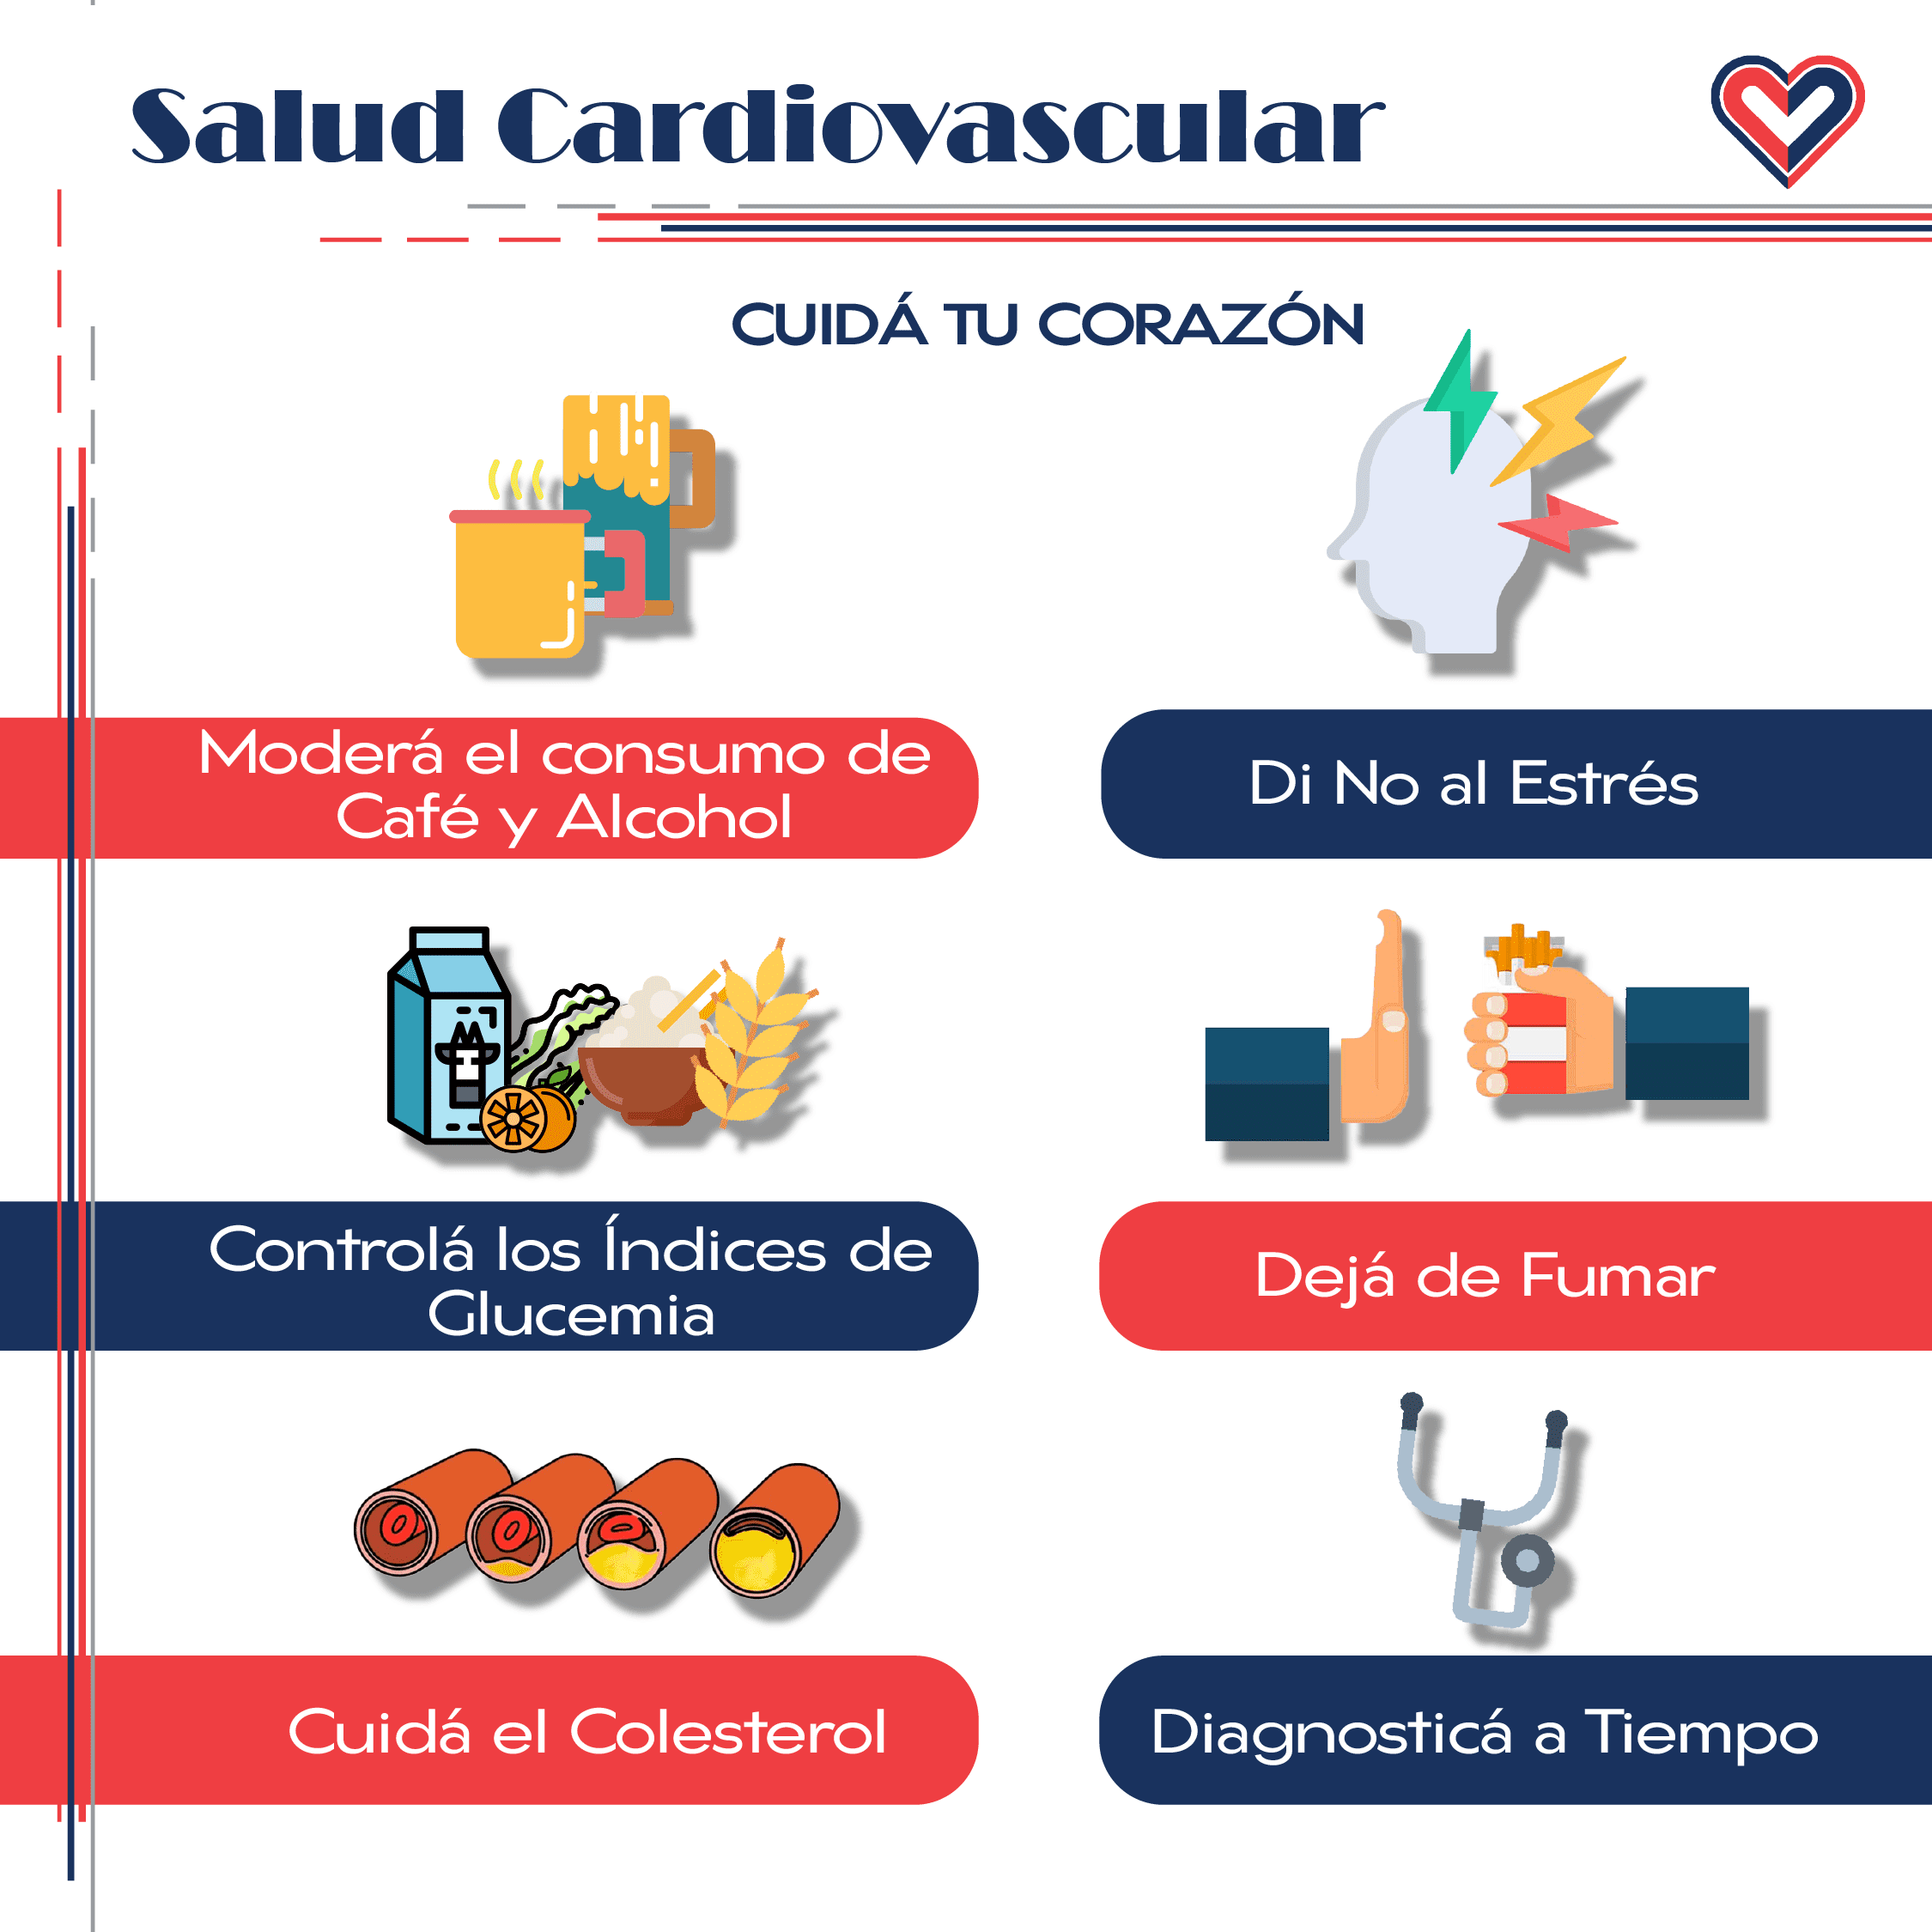 Salud Cardiovascular
CUIDÁ TU CORAZÓN
Moderá el consumo de
Café y Alcohol
Di No al Estrés
Controlá los Índices de
Glucemia
Dejá de Fumar
Cuidá el Colesterol
Diagnosticá a Tiempo